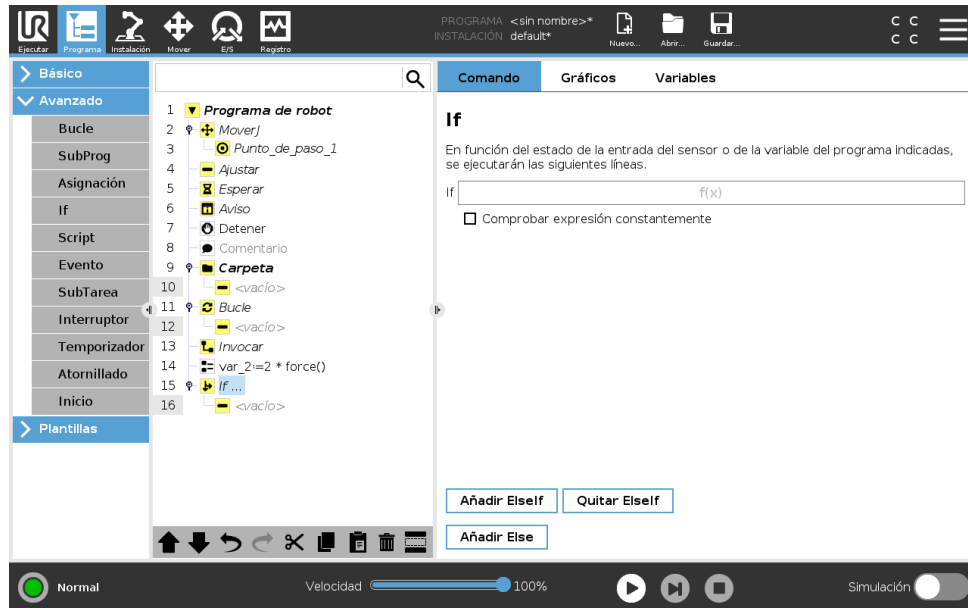 UR
Ejecutar
Programa
Instalación
Mover
E/S
Registro
PROGRAMA <sin nombre>*
INSTALACIÓN default*
Nuevo...
Abrir...
Guardar...
C C
C C
Básico
Avanzado
Bucle
SubProg
Asignación
If
Script
Evento
SubTarea
Interruptor
Temporizador
Atornillado
Inicio
Plantillas
1 Programa de robot
2 MoverJ
3 Punto_de_paso_1
4 Ajustar
5 Esperar
6 Aviso
7 Detener
8 Comentario
9 Carpeta
10 <vacío>
11 Bucle
12 <vacío>
13 Invocar
14 var_2:=2 * force()
15 If ...
16 <vacío>
Comando Gráficos Variables
If
En función del estado de la entrada del sensor o de la variable del programa indicadas,
se ejecutarán las siguientes líneas.
If f(x)
Comprobar expresión constantemente
Añadir ElseIf Quitar ElseIf
Añadir Else
Normal
Velocidad 100%
Simulación